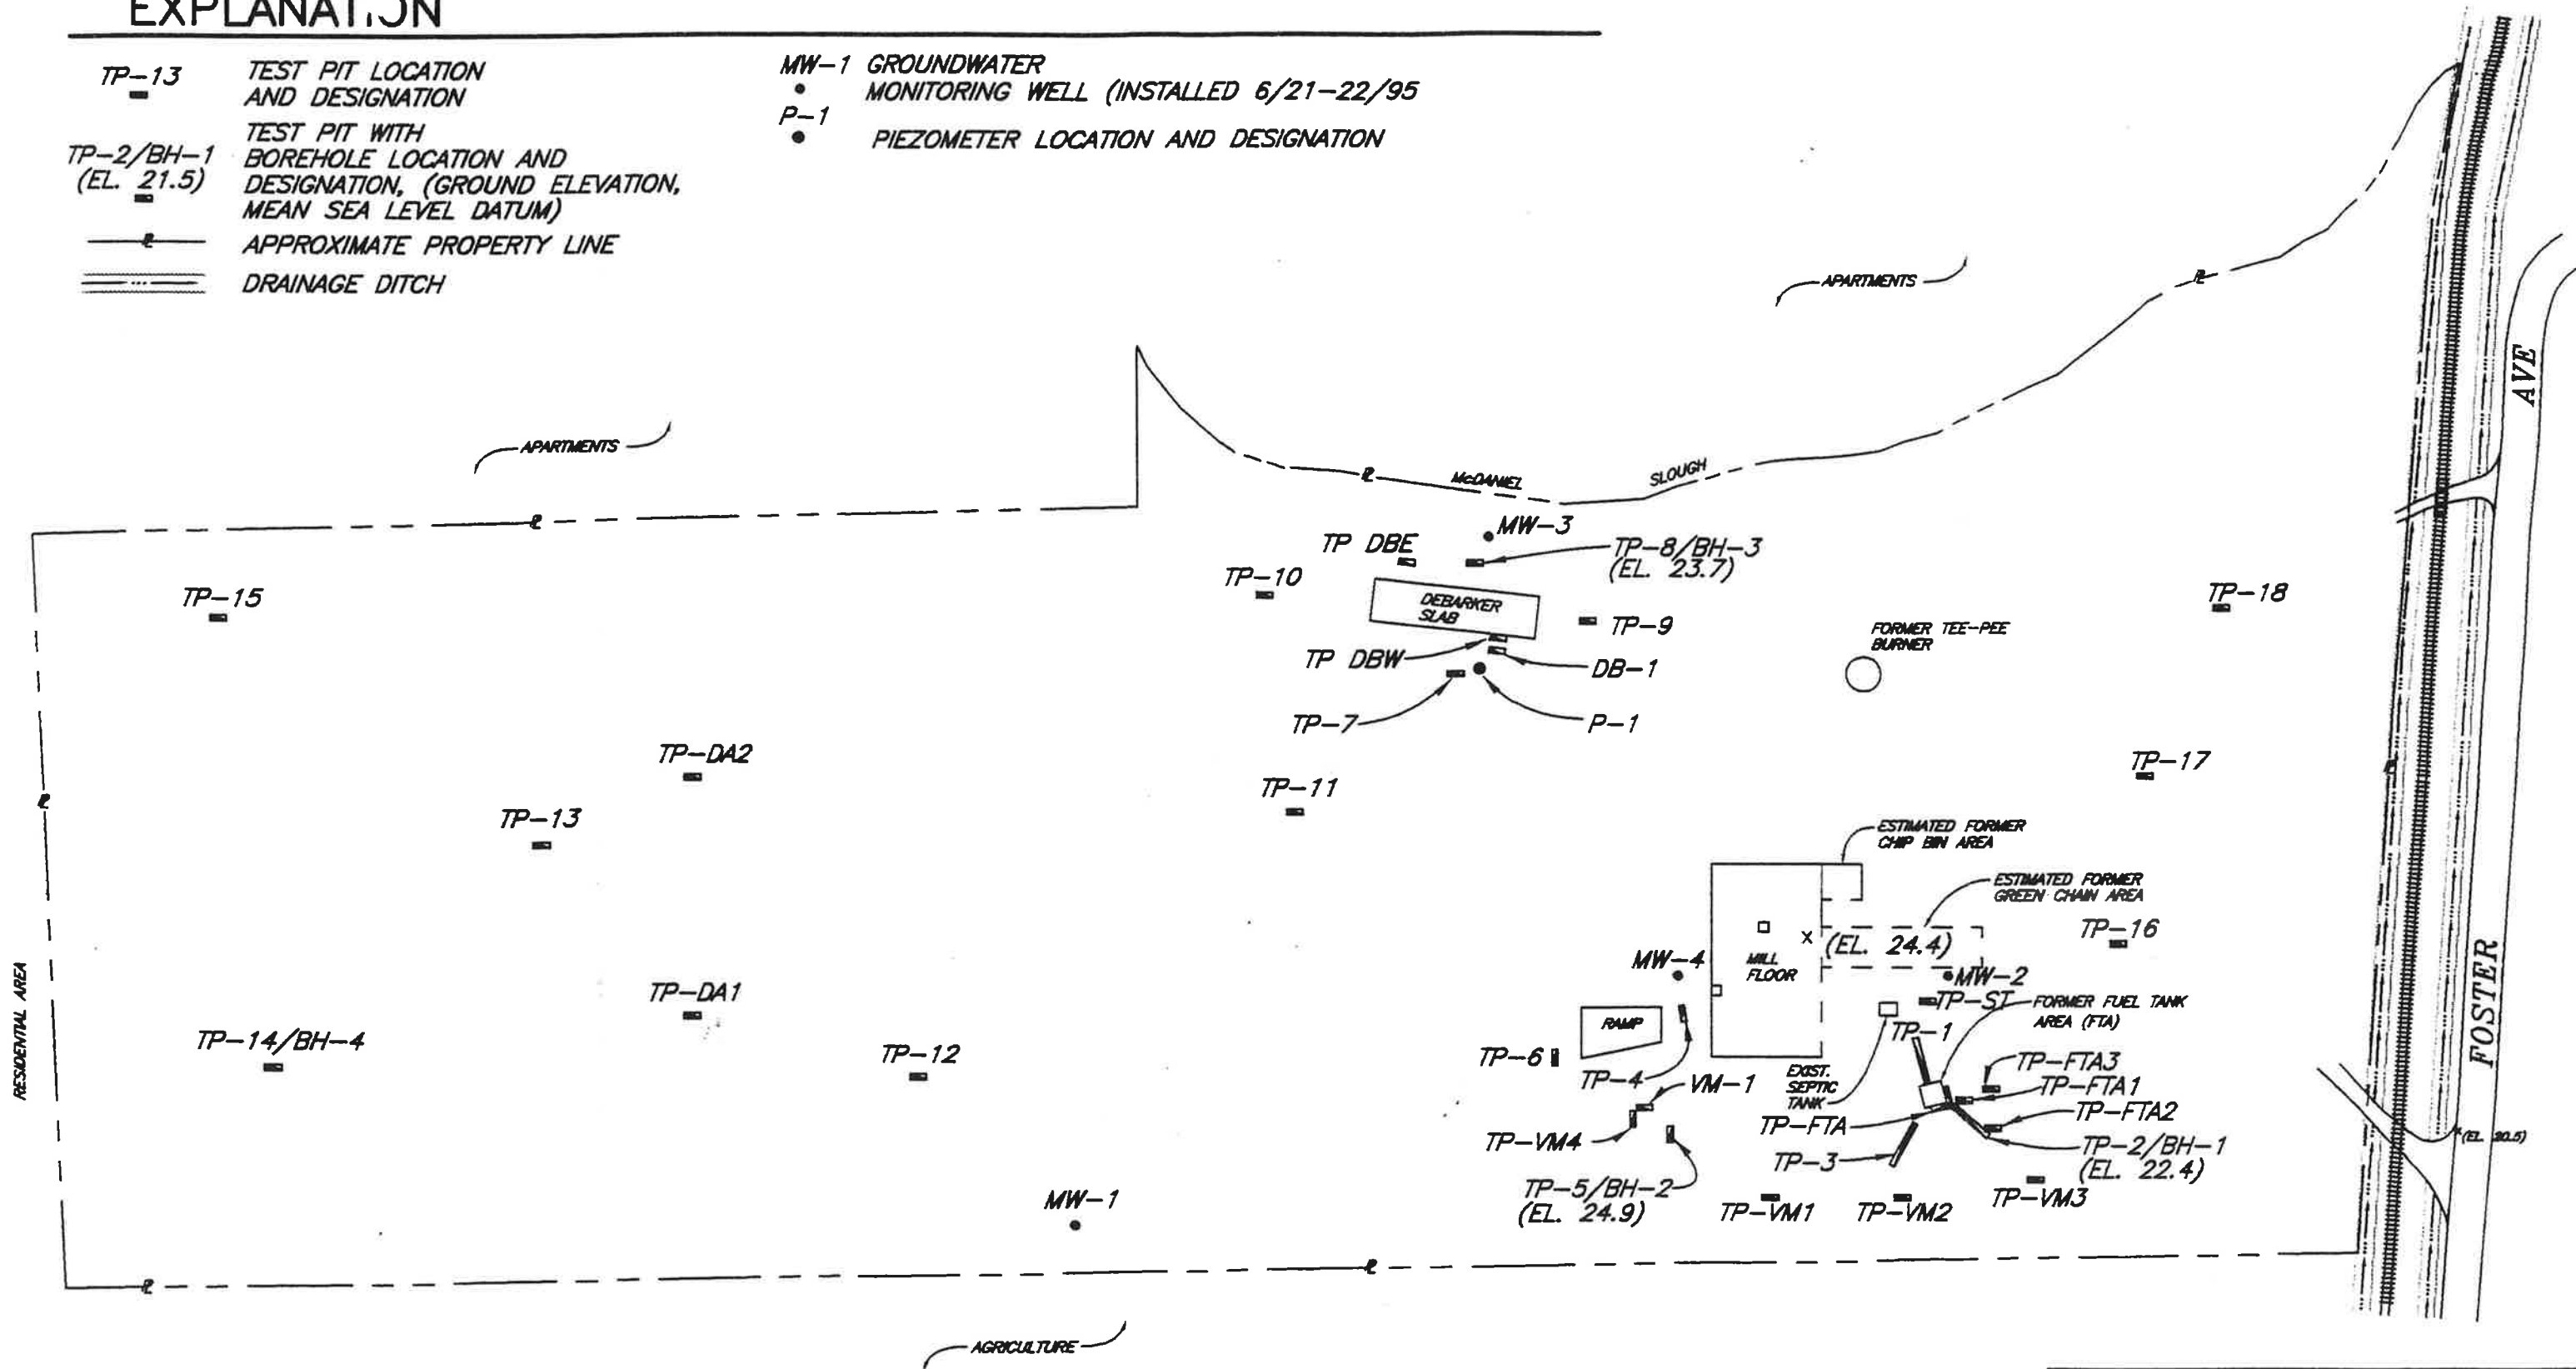 EXPLANATION
TP-13
TEST PIT LOCATION
AND DESIGNATION
TP-2/BH-1
(EL. 21.5)
TEST PIT WITH
BOREHOLE LOCATION AND
DESIGNATION, (GROUND ELEVATION,
MEAN SEA LEVEL DATUM)
APPROXIMATE PROPERTY LINE
DRAINAGE DITCH
MW-1 GROUNDWATER
MONITORING WELL (INSTALLED 6/21-22/95
P-1
PIEZOMETER LOCATION AND DESIGNATION
APARTMENTS
APARTMENTS
McDANIEL
SLOUGH
AVE
FOSTER
RESIDENTIAL AREA
AGRICULTURE
TP-15
TP-10
TP DBE
MW-3
TP-8/BH-3
(EL. 23.7)
DEBARKER
SLAB
TP-9
TP DBW
DB-1
TP-7
P-1
FORMER TEE-PEE
BURNER
TP-18
TP-17
TP-DA2
TP-13
TP-11
ESTIMATED FORMER
CHIP BIN AREA
ESTIMATED FORMER
GREEN CHAIN AREA
TP-16
MW-4
MILL
FLOOR
X
(EL. 24.4)
MW-2
TP-ST
FORMER FUEL TANK
AREA (FTA)
TP-DA1
TP-14/BH-4
TP-12
RAMP
TP-6
TP-4
VM-1
EXIST.
SEPTIC
TANK
TP-1
TP-FTA3
TP-FTA1
TP-FTA2
TP-FTA
TP-2/BH-1
(EL. 22.4)
TP-VM4
TP-3
TP-5/BH-2
(EL. 24.9)
TP-VM1
TP-VM2
TP-VM3
MW-1
(EL. 20.5)